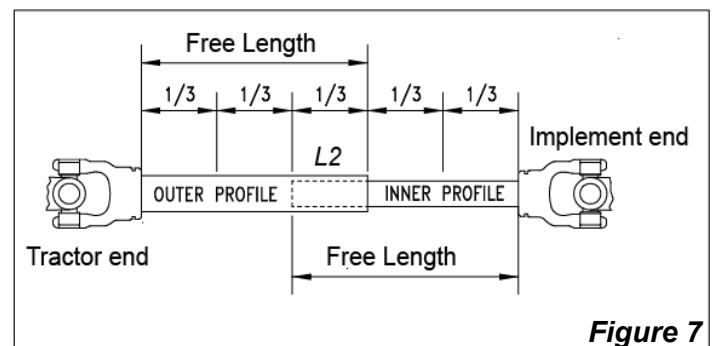 Free Length
1/3 1/3 1/3 1/3 1/3
L2
Implement end
OUTER PROFILE INNER PROFILE
Tractor end
Free Length
Figure 7